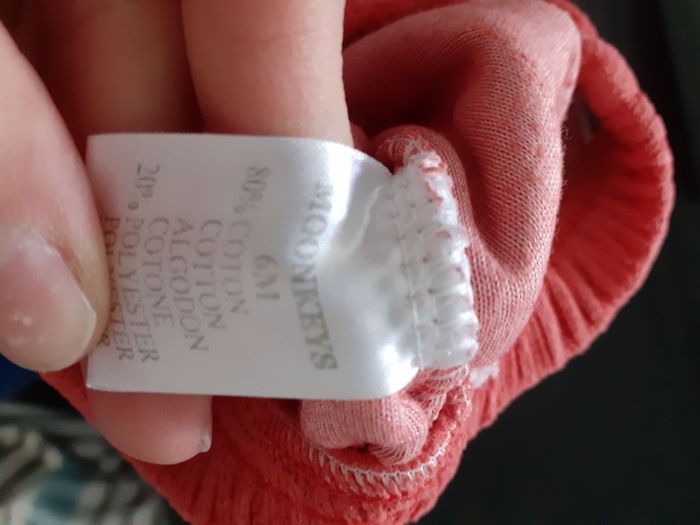 MOONKEYS
6M
80% COTON
COTTON
ALGODON
COTONE
20% POLYESTER